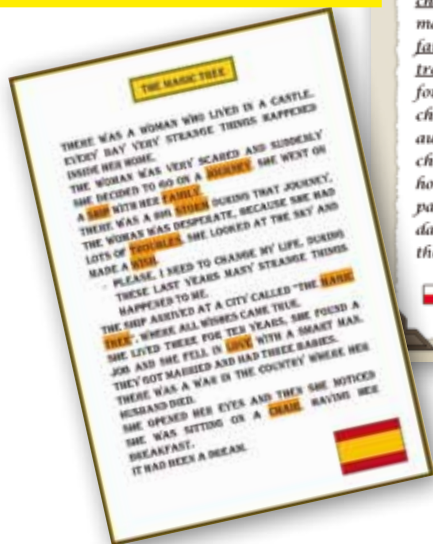 THE MAGIC TREE
THERE WAS A WOMAN WHO LIVED IN A CASTLE.
EVERY DAY VERY STRANGE THINGS HAPPENED
INSIDE HER HOME.
THE WOMAN WAS VERY SCARED AND SUDDENLY
SHE DECIDED TO GO ON A JOURNEY. SHE WENT ON
A SHIP WITH HER FAMILY.
THERE WAS A BIG STORM DURING THAT JOURNEY.
THE WOMAN WAS DESPERATE, BECAUSE SHE HAD
LOTS OF TROUBLES. SHE LOOKED AT THE SKY AND
MADE A WISH.
- PLEASE, I NEED TO CHANGE MY LIFE. DURING
THESE LAST YEARS MANY STRANGE THINGS
HAPPENED TO ME.
THE SHIP ARRIVED AT A CITY CALLED "THE MAGIC
TREE", WHERE ALL WISHES CAME TRUE.
SHE LIVED THERE FOR TEN YEARS. SHE FOUND A
JOB AND SHE FELL IN LOVE WITH A SMART MAN.
THEY GOT MARRIED AND HAD THREE BABIES.
THERE WAS A WAR IN THE COUNTRY WHERE HER
HUSBAND DIED.
SHE OPENED HER EYES AND THEN SHE NOTICED
SHE WAS SITTING ON A CHAIR, HAVING HER
BREAKFAST.
IT HAD BEEN A DREAM.